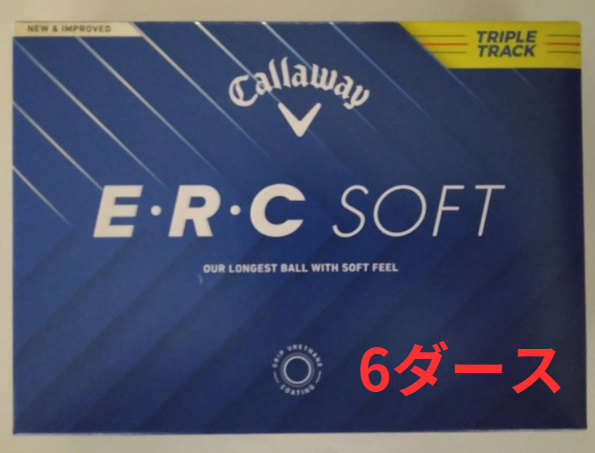 NEW & IMPROVED
TRIPLE
TRACK
Callaway
E·R·C SOFT
OUR LONGEST BALL WITH SOFT FEEL
GRIP URETHANE
COATING
6ダース